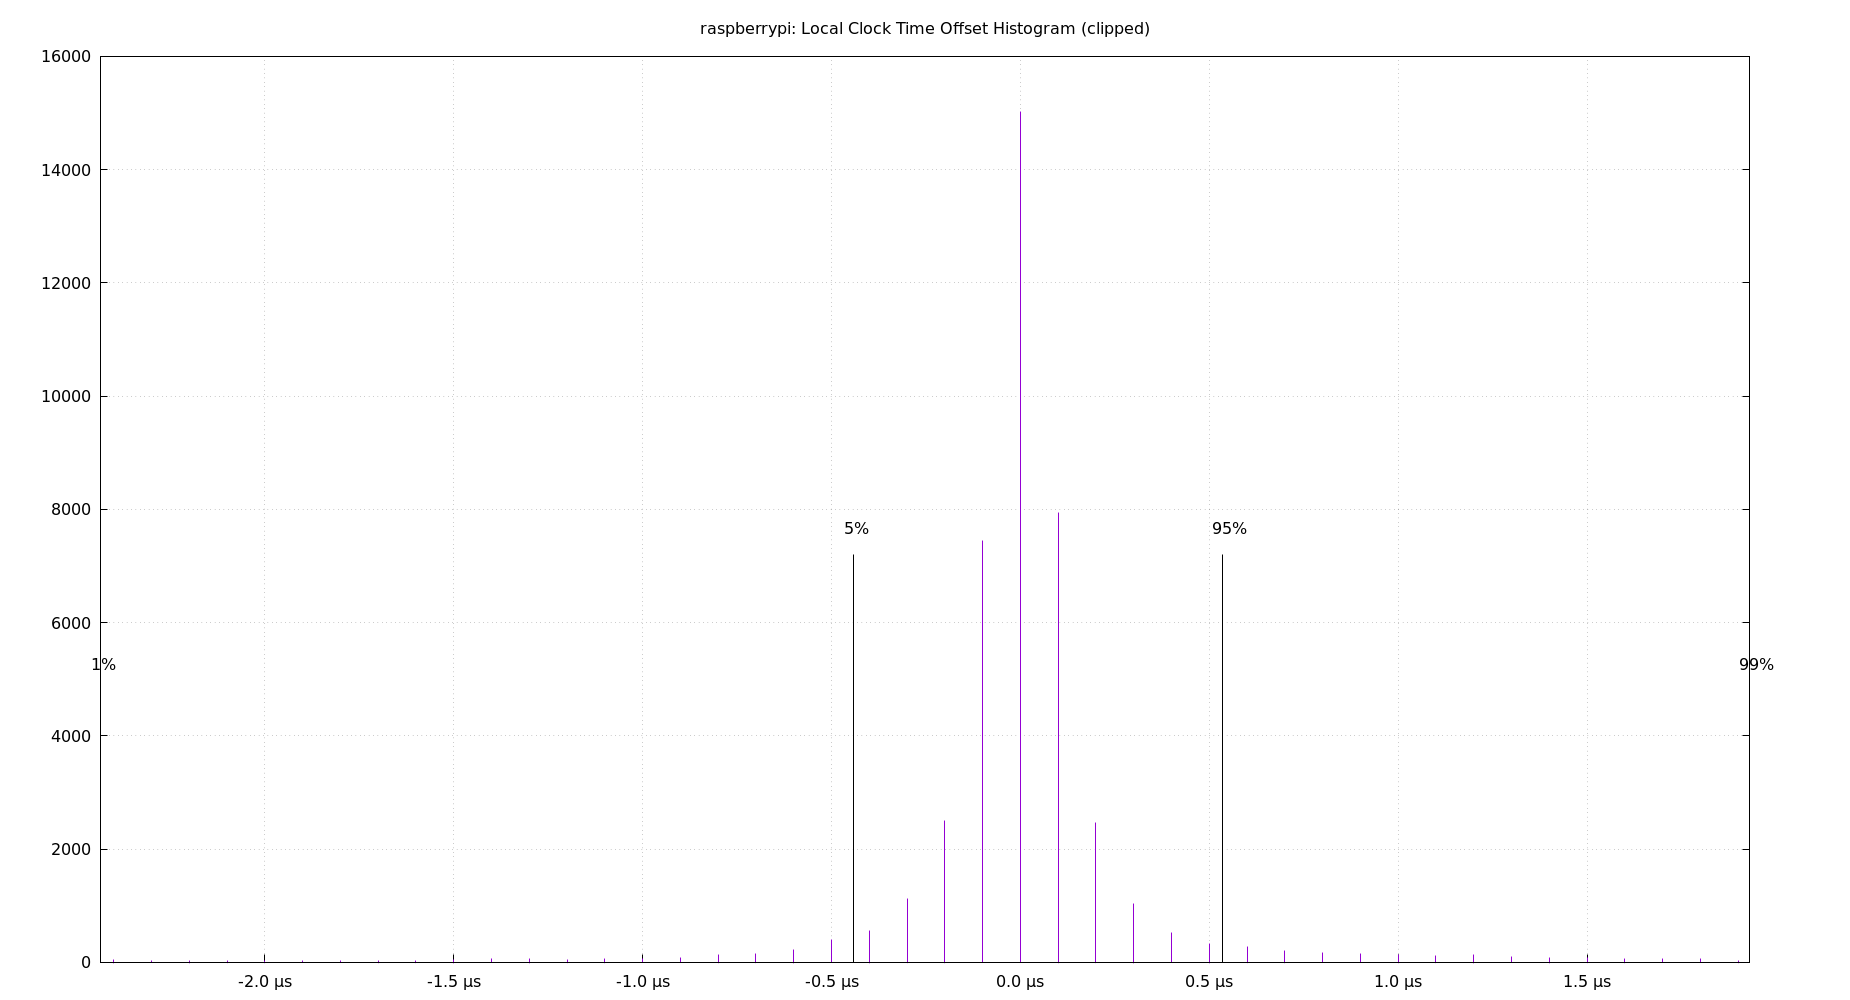 raspberrypi: Local Clock Time Offset Histogram (clipped)
16000
14000
12000
10000
8000
5%
95%
6000
1%
99%
4000
2000
0
-2.0 µs
-1.5 µs
-1.0 µs
-0.5 µs
0.0 µs
0.5 µs
1.0 µs
1.5 µs